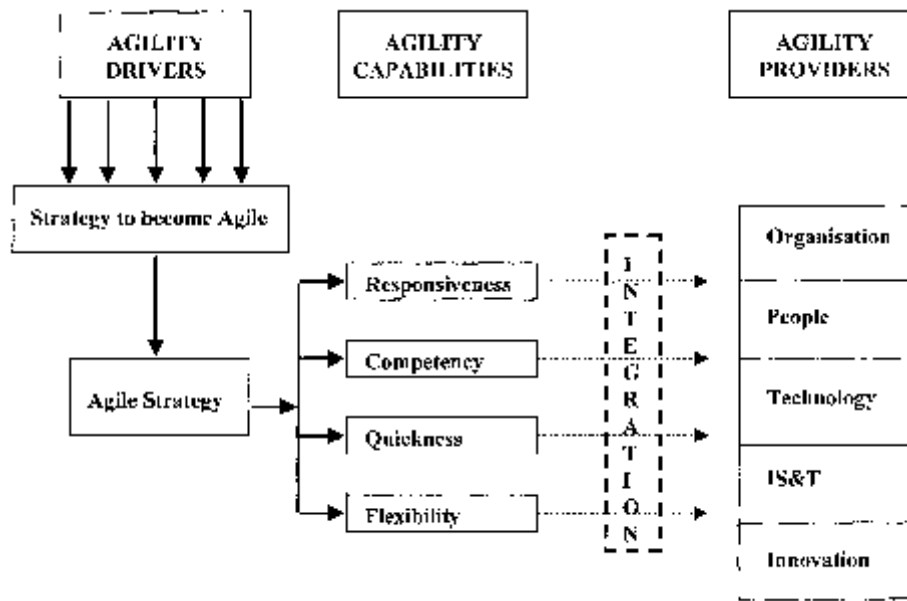 AGILITY
DRIVERS
AGILITY
CAPABILITIES
AGILITY
PROVIDERS
Strategy to become Agile
Agile Strategy
Responsiveness
Competency
Quickness
Flexibility
INTEGRATION
Organisation
People
Technology
IS&T
Innovation